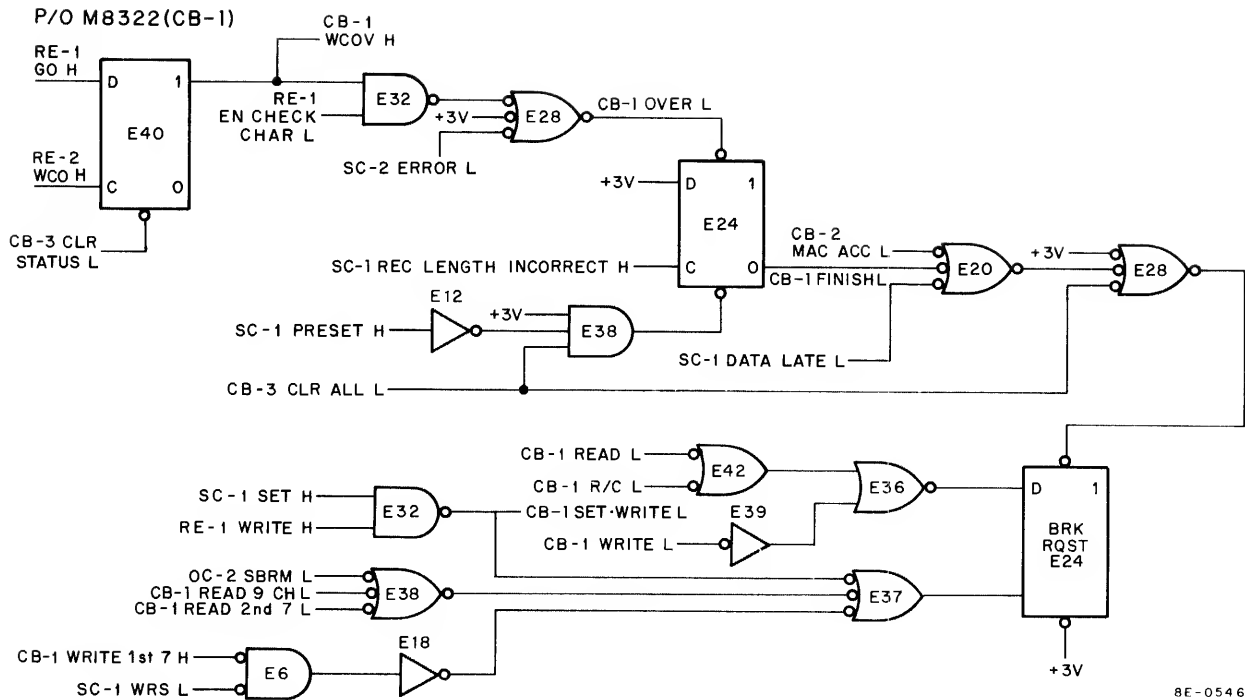 P/O M8322(CB-1)
CB-1
WCOV H
RE-1
GO H
D
1
E40
RE-2
WCO H
C
0
CB-3 CLR
STATUS L
E32
RE-1
EN CHECK
CHAR L
+3V
E28
SC-2 ERROR L
CB-1 OVER L
+3V
D
1
E24
SC-1 REC LENGTH INCORRECT H
C
0
CB-2
MAC ACC L
CB-1 FINISH L
E20
+3V
E28
E12
SC-1 PRESET H
+3V
E38
SC-1 DATA LATE L
CB-3 CLR ALL L
CB-1 READ L
CB-1 R/C L
E42
E36
SC-1 SET H
RE-1 WRITE H
E32
CB-1 SET·WRITE L
E39
CB-1 WRITE L
D
1
BRK
RQST
E24
OC-2 SBRM L
CB-1 READ 9 CH L
CB-1 READ 2nd 7 L
E38
E37
E18
CB-1 WRITE 1st 7 H
SC-1 WRS L
E6
+3V
8E-0546